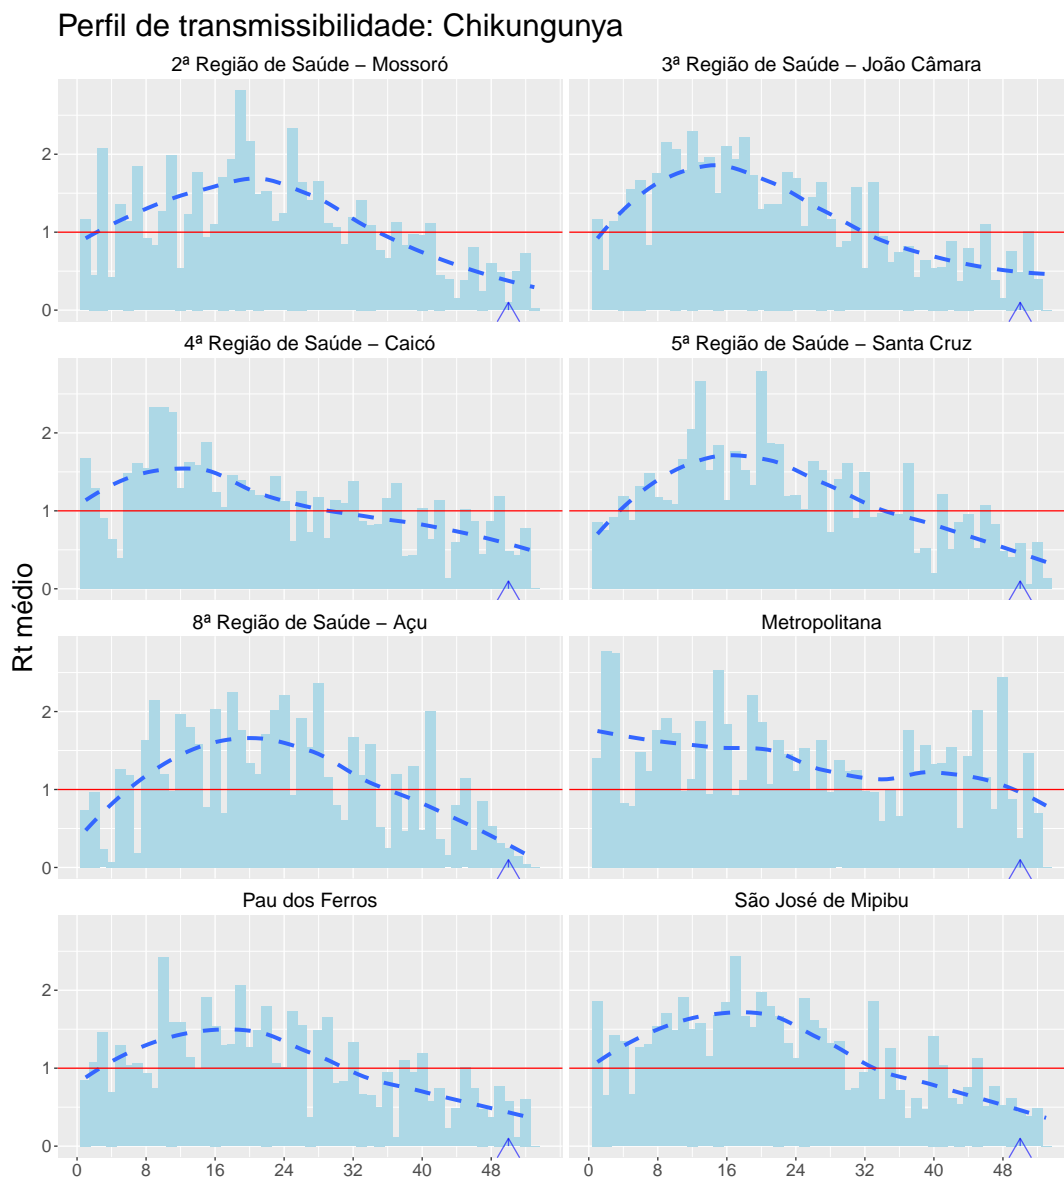 Perfil de transmissibilidade: Chikungunya
2ª Região de Saúde – Mossoró
3ª Região de Saúde – João Câmara
2
1
0
4ª Região de Saúde – Caicó
5ª Região de Saúde – Santa Cruz
2
1
0
Rt médio
8ª Região de Saúde – Açu
Metropolitana
2
1
0
Pau dos Ferros
São José de Mipibu
2
1
0
0 8 16 24 32 40 48
0 8 16 24 32 40 48